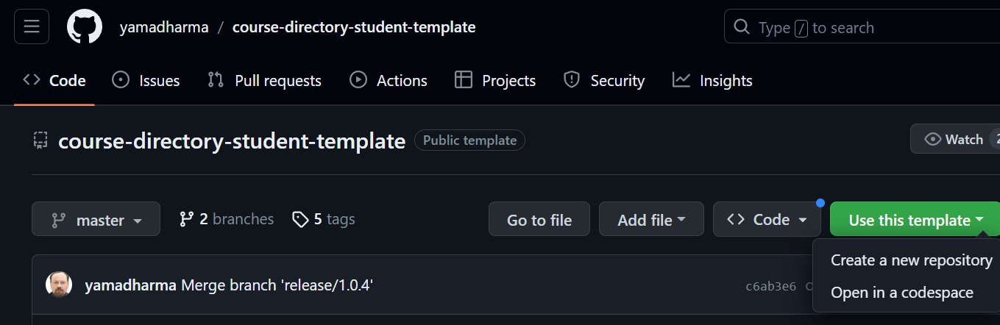 yamadharma / course-directory-student-template
Type / to search
Code Issues Pull requests Actions Projects Security Insights
course-directory-student-template Public template
Watch
master 2 branches 5 tags Go to file Add file Code Use this template
Create a new repository
yamadharma Merge branch 'release/1.0.4' c6ab3e6
Open in a codespace